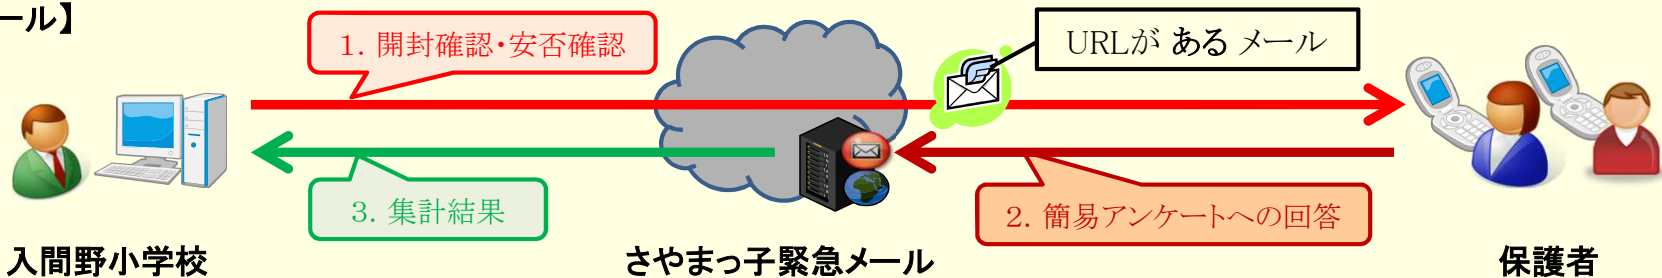 ール】
1. 開封確認・安否確認
URLが ある メール
3. 集計結果
2. 簡易アンケートへの回答
入間野小学校
さやまっ子緊急メール
保護者